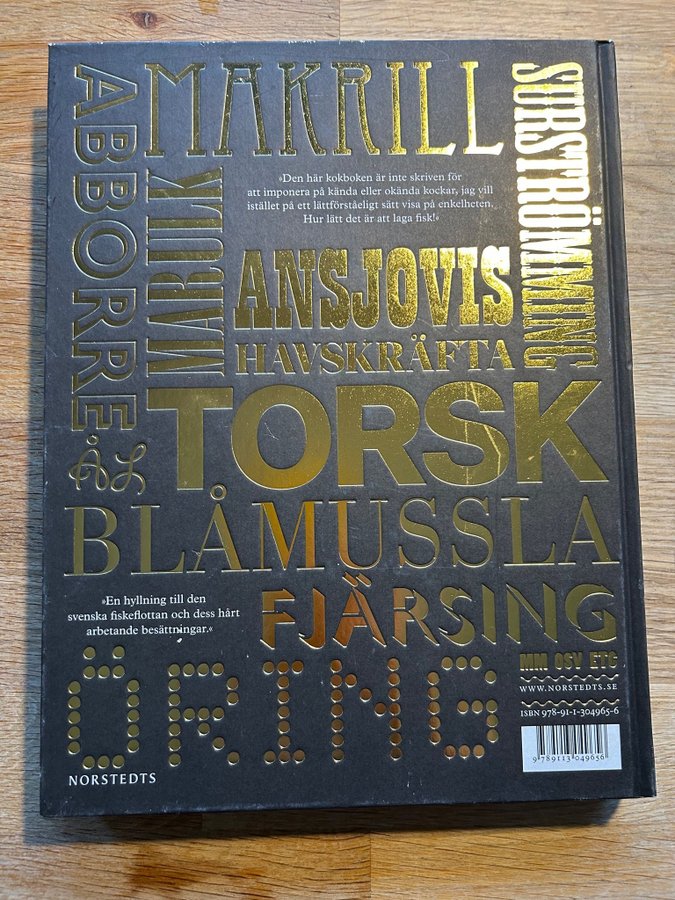 MAKRILL
ABBORRE
SURSTRÖMMING
MARULK
»Den här kokboken är inte skriven för
att imponera på kända eller okända kockar, jag vill
istället på ett lättförståeligt sätt visa på enkelheten.
Hur lätt det är att laga fisk!»
ANSJOVIS
HAVSKRÄFTA
TORSK
ÅL
BLÅMUSSLA
»En hyllning till den
svenska fiskeflottan och dess hårt
arbetande besättningar.«
FJÄRSING
ÖRING
MM OSV ETC
WWW.NORSTEDTS.SE
ISBN 978-91-1-304965-6
9 789113 049656
NORSTEDTS